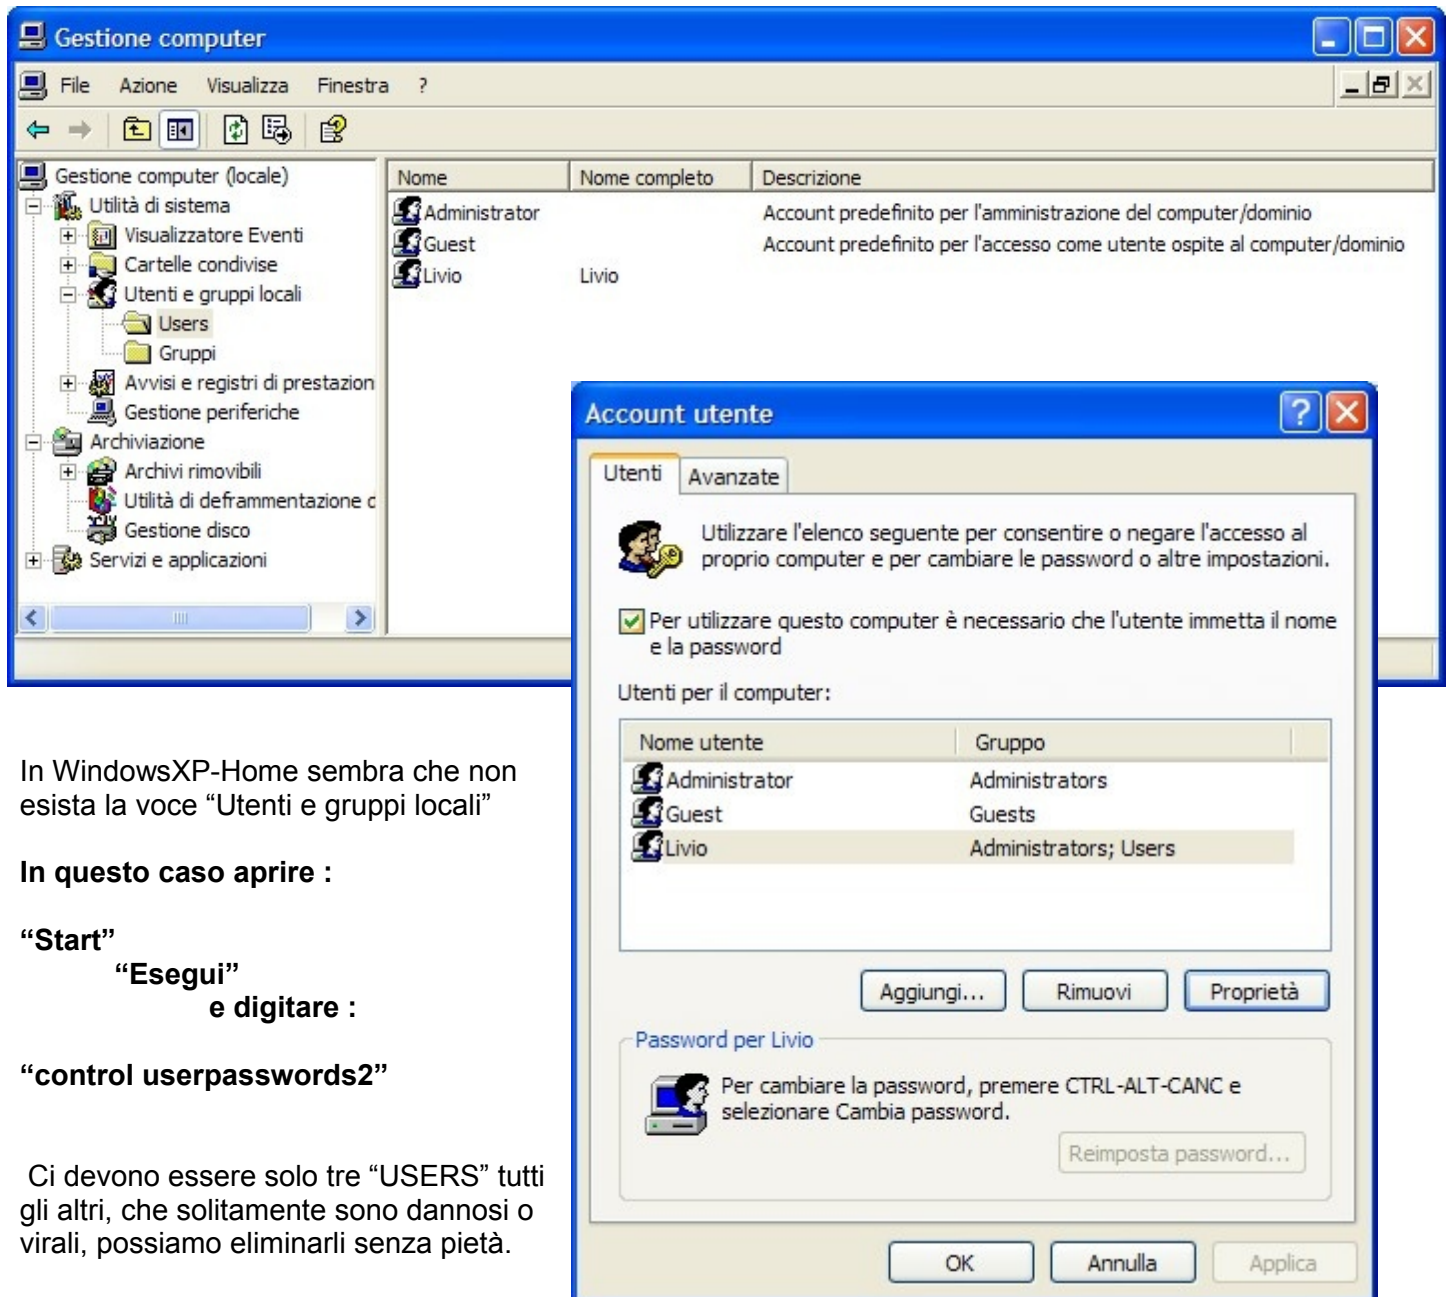 Gestione computer
File Azione Visualizza Finestra ?
Gestione computer (locale)
Utilità di sistema
Visualizzatore Eventi
Cartelle condivise
Utenti e gruppi locali
Users
Gruppi
Avvisi e registri di prestazion
Gestione periferiche
Archiviazione
Archivi rimovibili
Utilità di deframmentazione d
Gestione disco
Servizi e applicazioni
Nome Nome completo Descrizione
Administrator Account predefinito per l'amministrazione del computer/dominio
Guest Account predefinito per l'accesso come utente ospite al computer/dominio
Livio Livio
In WindowsXP-Home sembra che non
esista la voce “Utenti e gruppi locali”
In questo caso aprire :
“Start”
“Esegui”
e digitare :
“control userpasswords2”
Ci devono essere solo tre “USERS” tutti
gli altri, che solitamente sono dannosi o
virali, possiamo eliminarli senza pietà.
Account utente
Utenti Avanzate
Utilizzare l'elenco seguente per consentire o negare l'accesso al
proprio computer e per cambiare le password o altre impostazioni.
Per utilizzare questo computer è necessario che l'utente immetta il nome
e la password
Utenti per il computer:
Nome utente Gruppo
Administrator Administrators
Guest Guests
Livio Administrators; Users
Aggiungi... Rimuovi Proprietà
Password per Livio
Per cambiare la password, premere CTRL-ALT-CANC e
selezionare Cambia password.
Reimposta password...
OK Annulla Applica